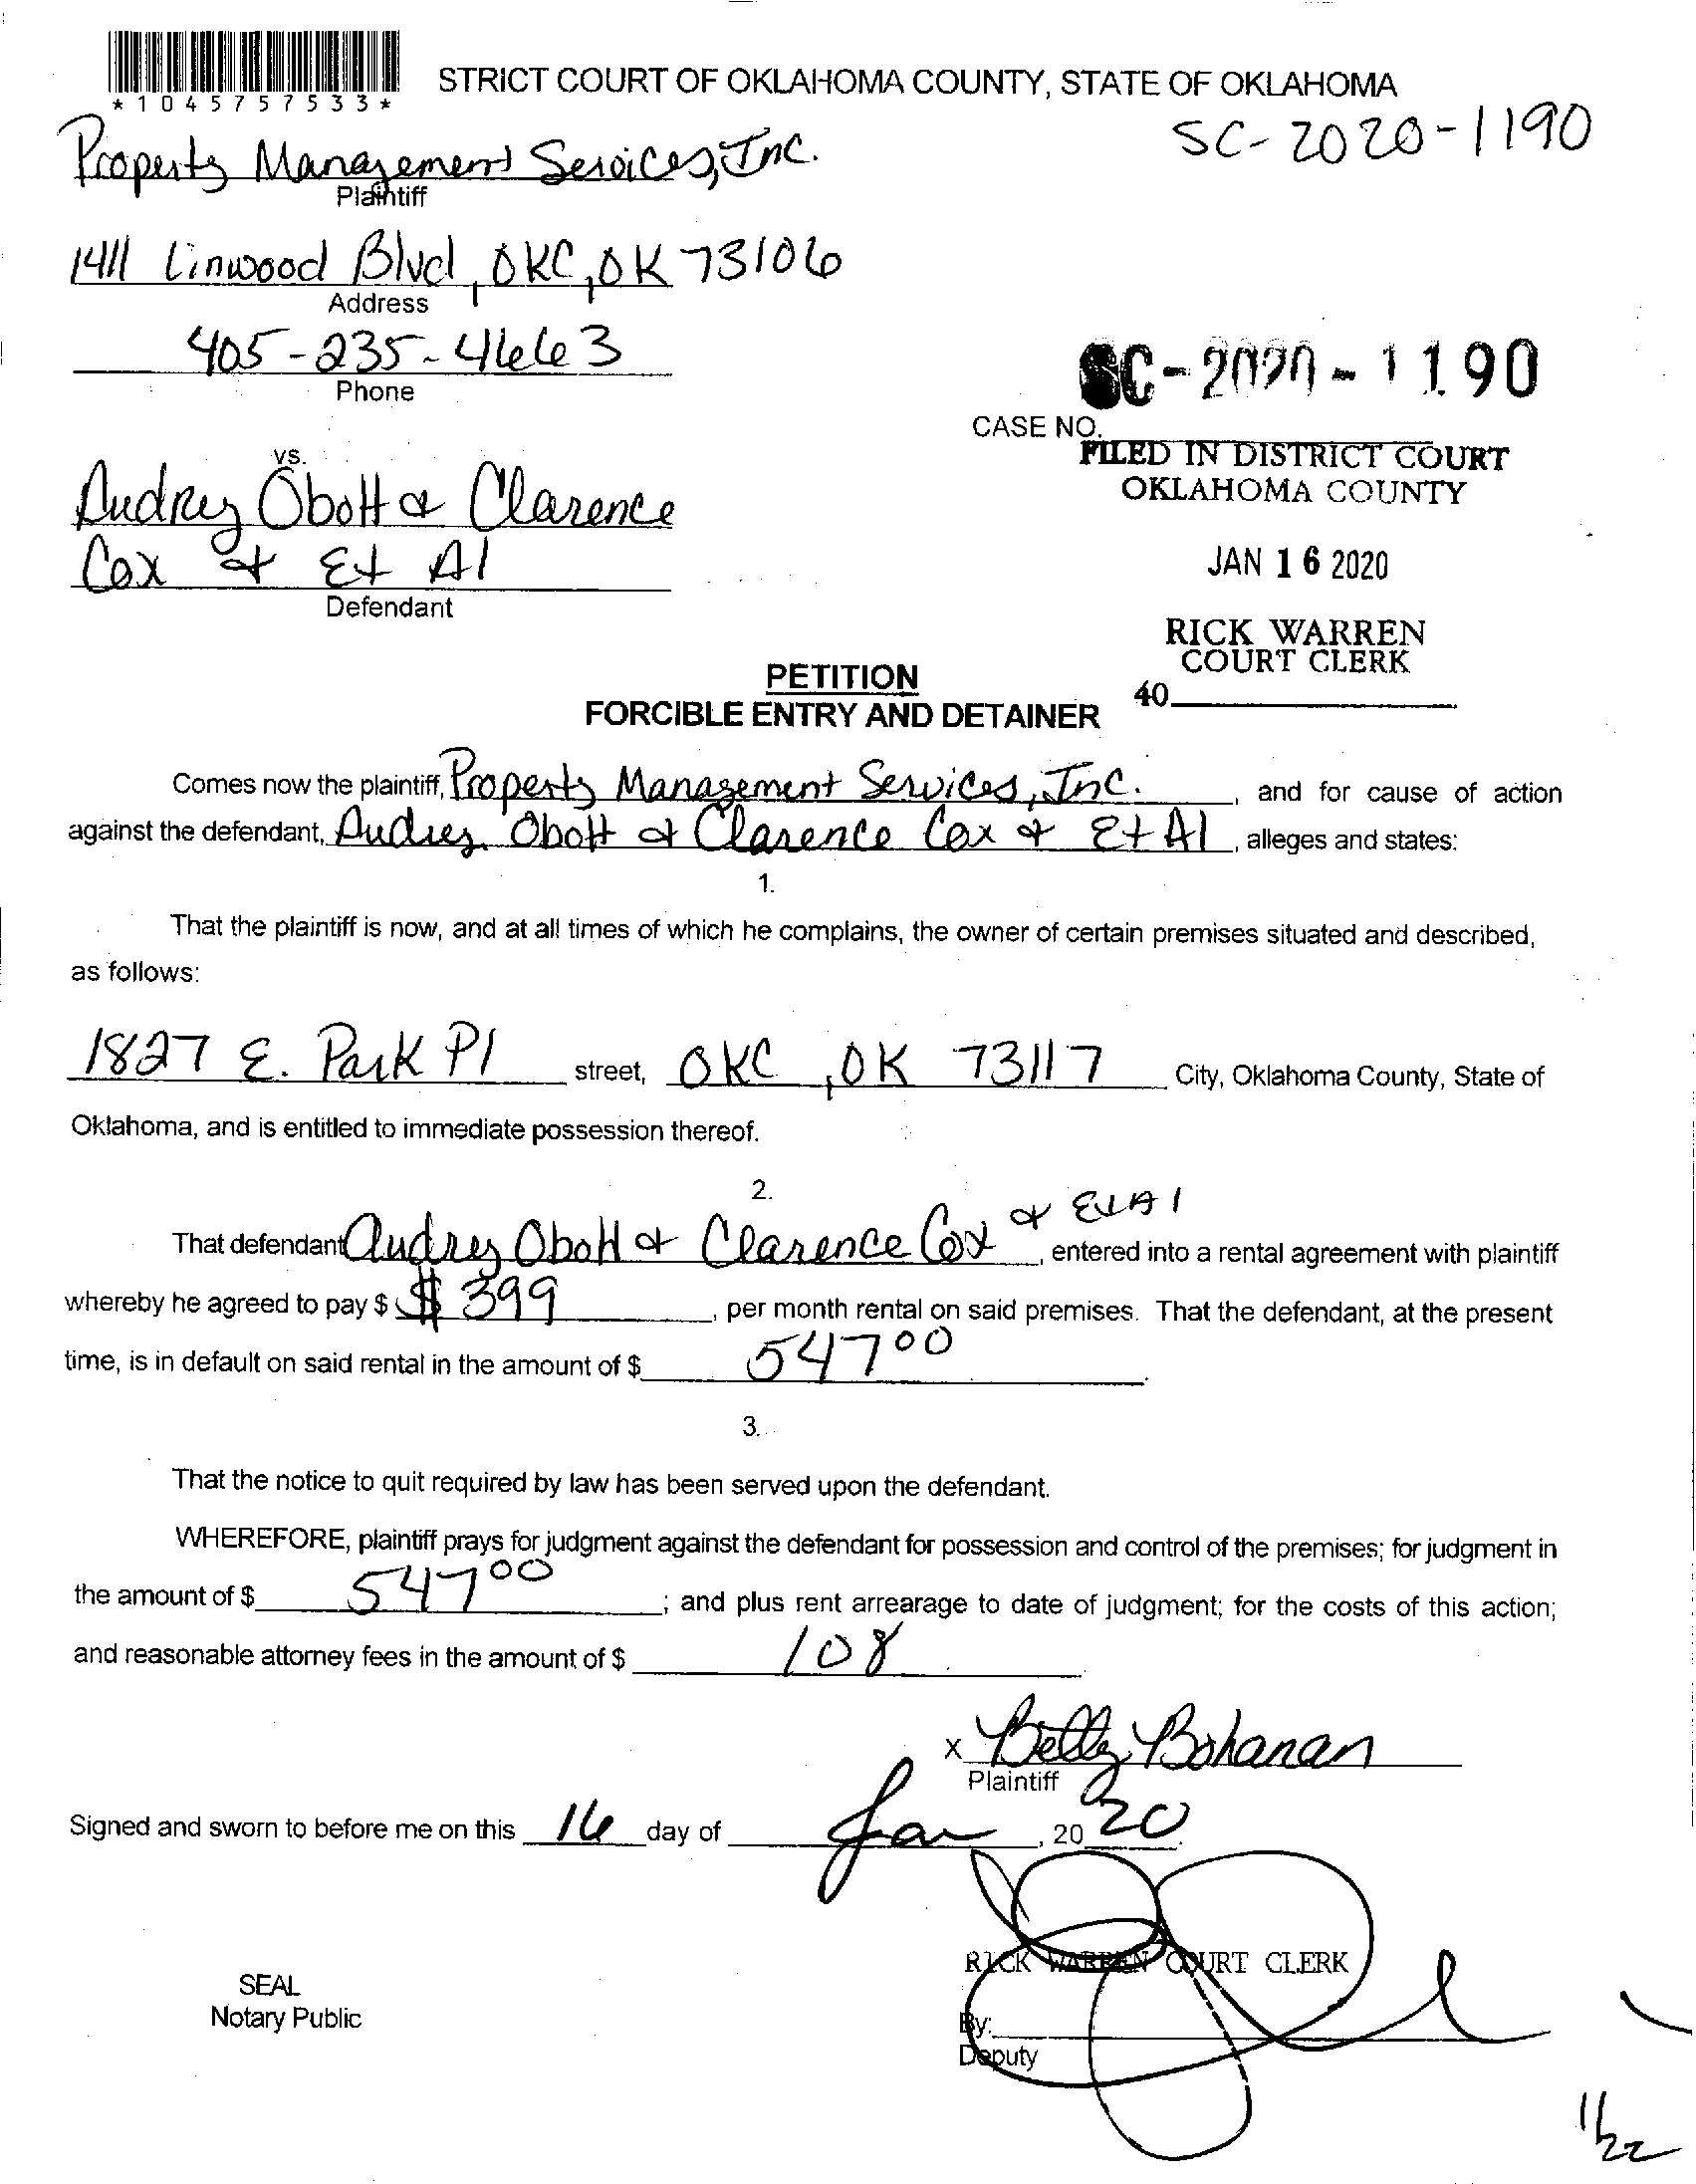 *1045757533*
STRICT COURT OF OKLAHOMA COUNTY, STATE OF OKLAHOMA
SC-2020-1190
Property Management Services, Inc.
Plaintiff
1411 Linwood Blvd, OKC, OK 73106
Address
405-235-4663
Phone
SC-2020-1190
CASE NO.
FILED IN DISTRICT COURT
OKLAHOMA COUNTY
vs.
Audrey Obott & Clarence
Cox & Et Al
Defendant
JAN 16 2020
RICK WARREN
COURT CLERK
40
PETITION
FORCIBLE ENTRY AND DETAINER
Comes now the plaintiff, Property Management Services, Inc., and for cause of action
against the defendant, Audrey Obott & Clarence Cox & Et Al, alleges and states:
1.
That the plaintiff is now, and at all times of which he complains, the owner of certain premises situated and described,
as follows:
1827 E. Park Pl street, OKC, OK 73117 City, Oklahoma County, State of
Oklahoma, and is entitled to immediate possession thereof.
2.
That defendant Audrey Obott & Clarence Cox & Et Al, entered into a rental agreement with plaintiff
whereby he agreed to pay $ $ 399, per month rental on said premises. That the defendant, at the present
time, is in default on said rental in the amount of $ 547 00.
3.
That the notice to quit required by law has been served upon the defendant.
WHEREFORE, plaintiff prays for judgment against the defendant for possession and control of the premises; for judgment in
the amount of $ 547 00; and plus rent arrearage to date of judgment; for the costs of this action;
and reasonable attorney fees in the amount of $ 108
x Betty Bohanan
Plaintiff
Signed and sworn to before me on this 16 day of Jan, 20 20
RICK WARREN COURT CLERK
SEAL
Notary Public
By:
Deputy
1/22